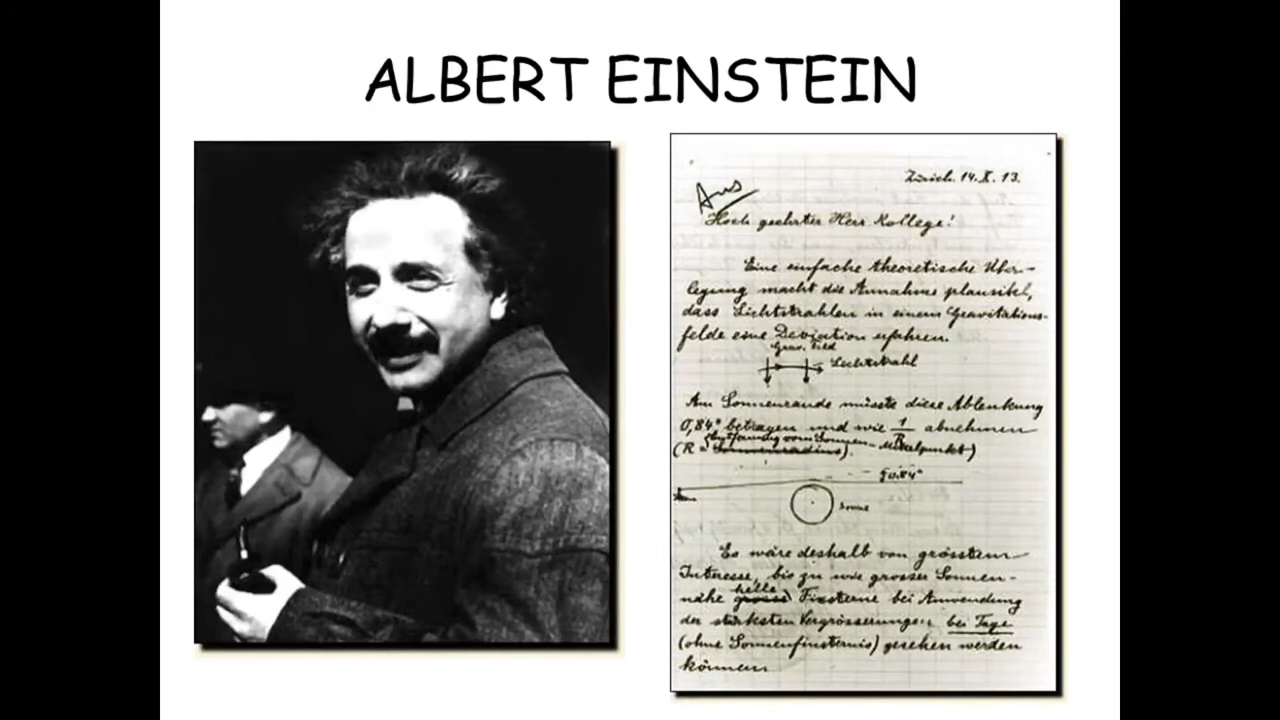 ALBERT EINSTEIN
Zürich. 14. X. 13.
Hoch geehrter Herr Kollege!
Eine einfache theoretische Über-
legung macht die Annahme plausibel,
dass Lichtstrahlen in einem Gravitations-
felde eine Deviation erfahren.
Grav. Feld
Lichtstrahl
Am Sonnenrande müsste diese Ablenkung
0,84" betragen und wie 1/R abnehmen
(R = Entfernung vom Sonnen-Mittelpunkt)
0.84"
Sonne
Es wäre deshalb von grösstem
Interesse, bis zu wie grosser Sonnen-
nähe helle Fixsterne bei Anwendung
der stärksten Vergrösserungen bei Tage
(ohne Sonnenfinsternis) gesehen werden
können